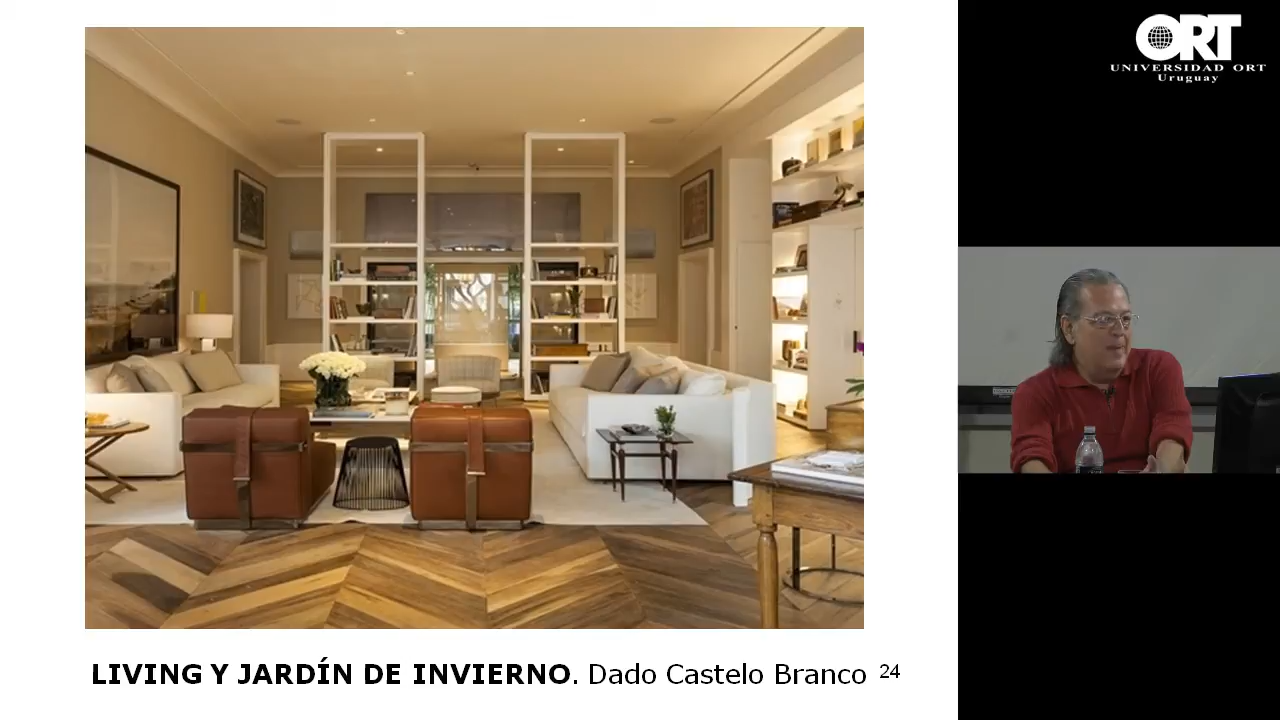 ORT
UNIVERSIDAD ORT
Uruguay
LIVING Y JARDÍN DE INVIERNO. Dado Castelo Branco 24